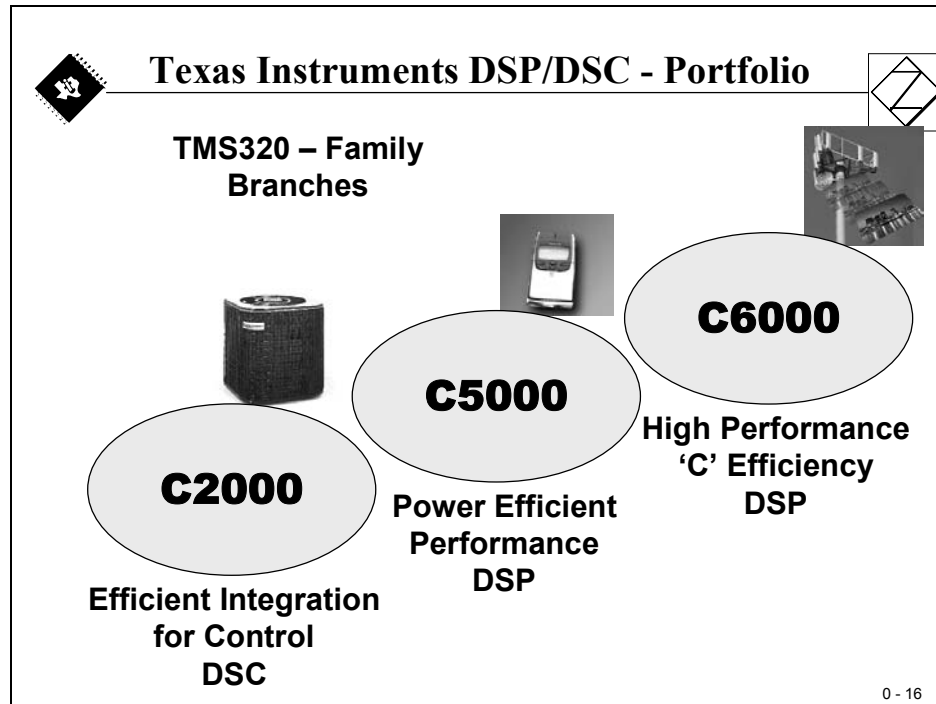 Texas Instruments DSP/DSC - Portfolio
TMS320 – Family
Branches
C6000
C5000
High Performance
‘C’ Efficiency
DSP
C2000
Power Efficient
Performance
DSP
Efficient Integration
for Control
DSC
0 - 16